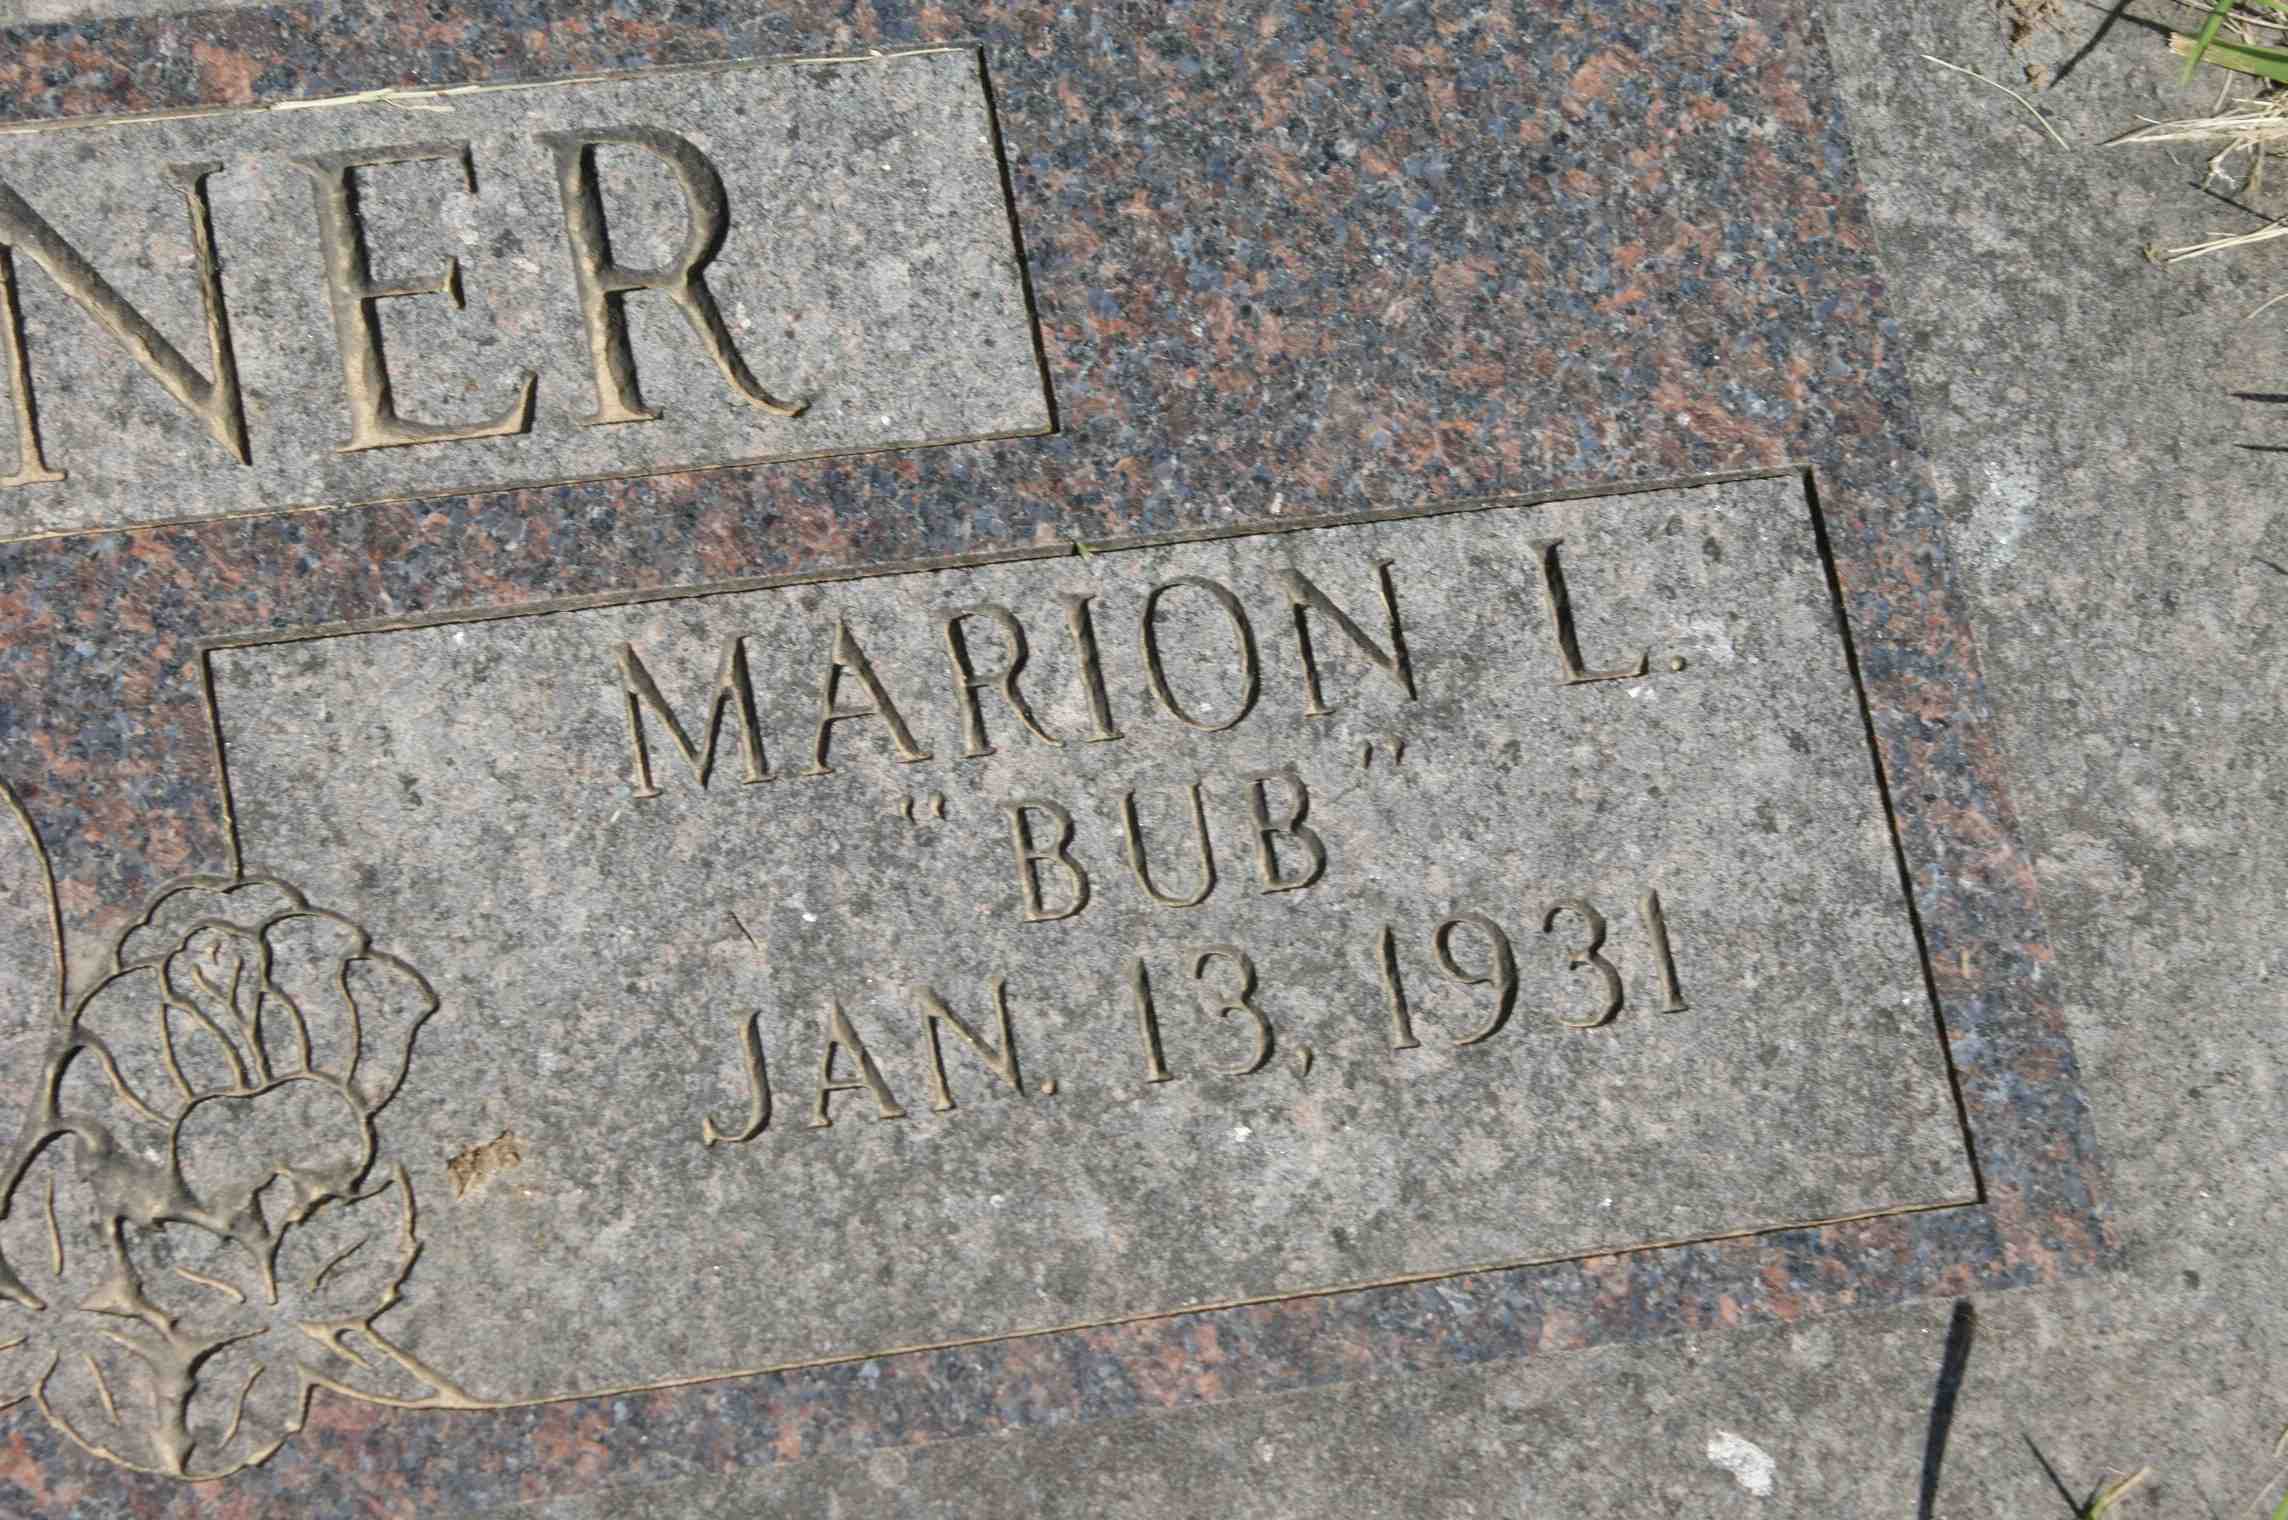 NER
MARION L.
"BUB"
JAN. 13, 1931